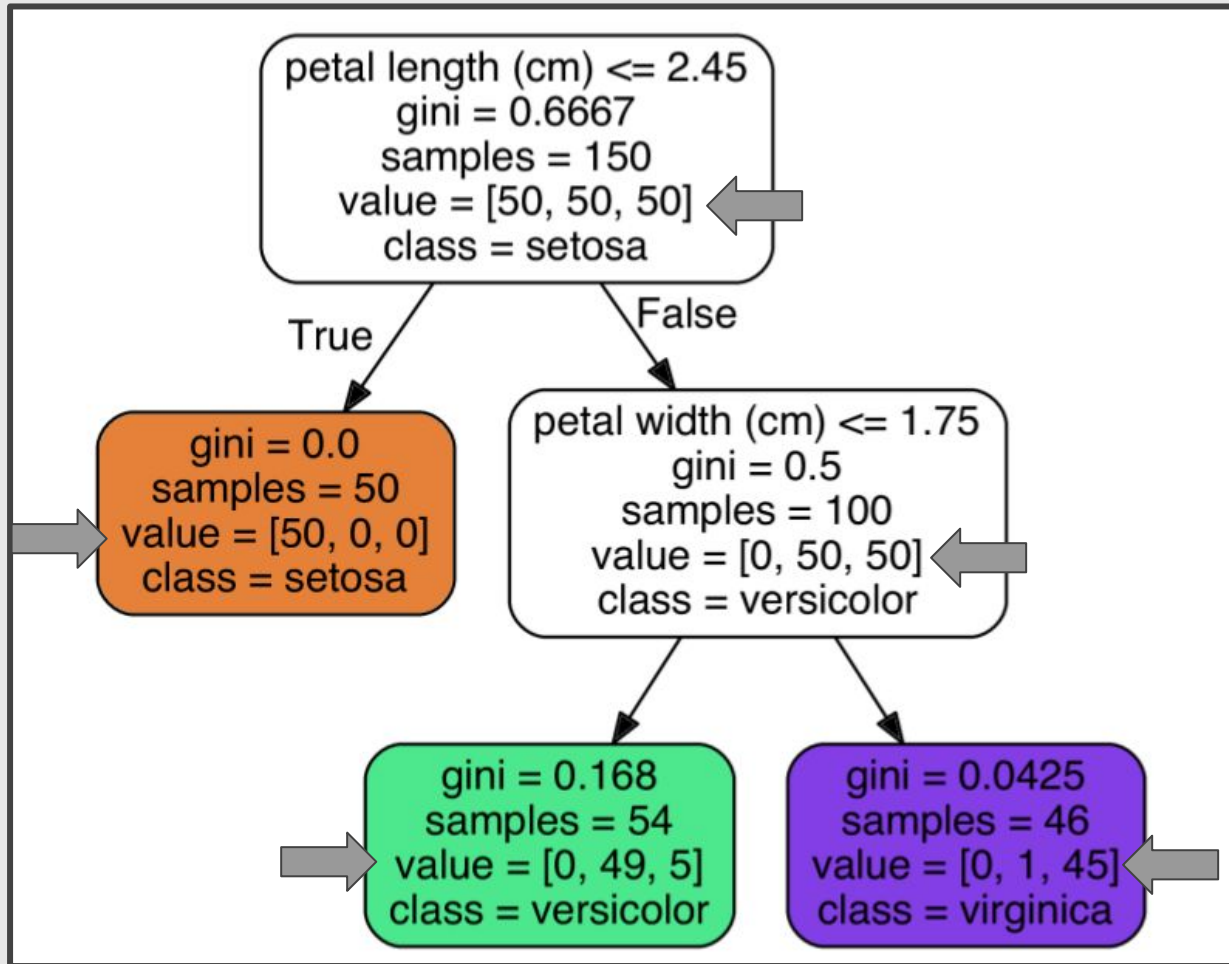 petal length (cm) <= 2.45
gini = 0.6667
samples = 150
value = [50, 50, 50]
class = setosa
True
False
gini = 0.0
samples = 50
value = [50, 0, 0]
class = setosa
petal width (cm) <= 1.75
gini = 0.5
samples = 100
value = [0, 50, 50]
class = versicolor
gini = 0.168
samples = 54
value = [0, 49, 5]
class = versicolor
gini = 0.0425
samples = 46
value = [0, 1, 45]
class = virginica